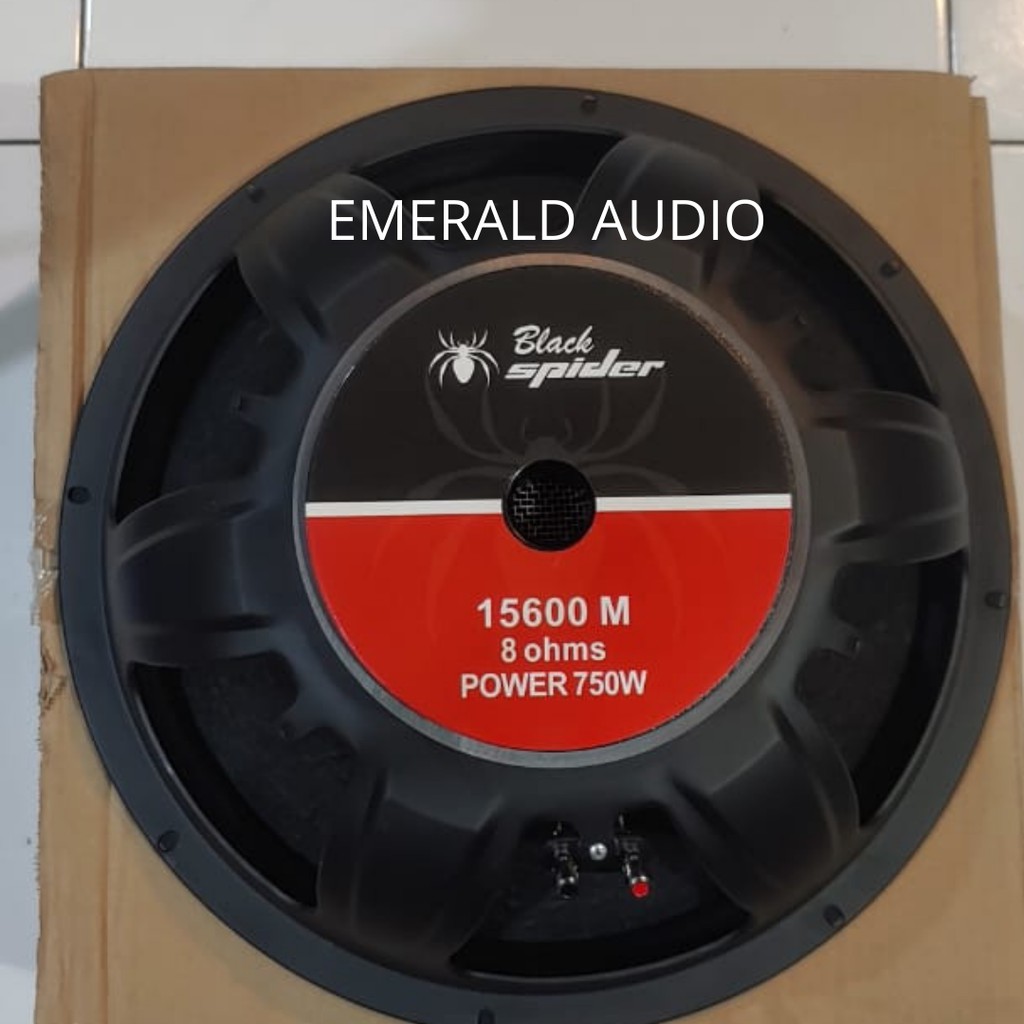 EMERALD AUDIO
Black
spider
15600 M
8 ohms
POWER 750W